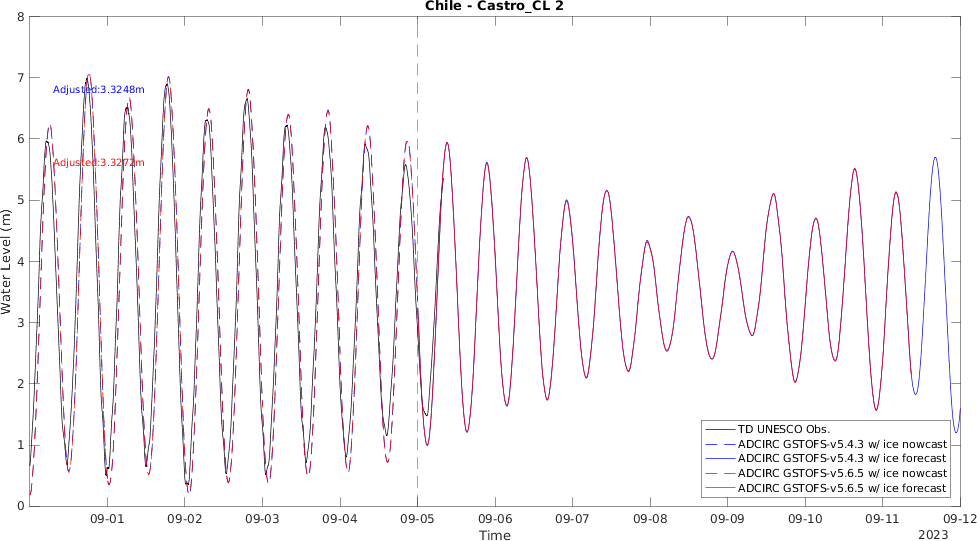 Chile - Castro_CL 2
8
7
6
5
4
3
2
1
0
Water Level (m)
Adjusted:3.3248m
Adjusted:3.3272m
TD UNESCO Obs.
ADCIRC GSTOFS-v5.4.3 w/ ice nowcast
ADCIRC GSTOFS-v5.4.3 w/ ice forecast
ADCIRC GSTOFS-v5.6.5 w/ ice nowcast
ADCIRC GSTOFS-v5.6.5 w/ ice forecast
09-01 09-02 09-03 09-04 09-05 09-06 09-07 09-08 09-09 09-10 09-11 09-12
Time
2023